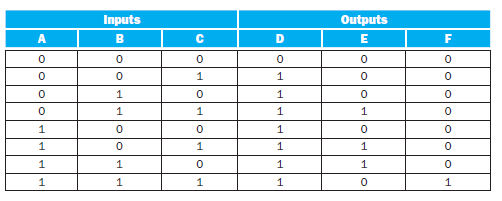 Inputs Outputs
A B C D E F
0 0 0 0 0 0
0 0 1 1 0 0
0 1 0 1 0 0
0 1 1 1 1 0
1 0 0 1 0 0
1 0 1 1 1 0
1 1 0 1 1 0
1 1 1 1 0 1